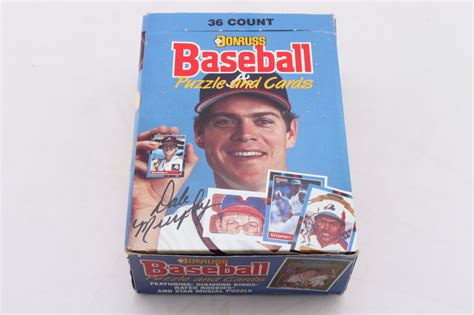 36 COUNT
DONRUSS
Baseball
Puzzle and Cards
Dale
Murphy
DONRUSS
Baseball
Puzzle and Cards
FEATURING: DIAMOND KINGS
RATED ROOKIES
AND STAN MUSIAL PUZZLE